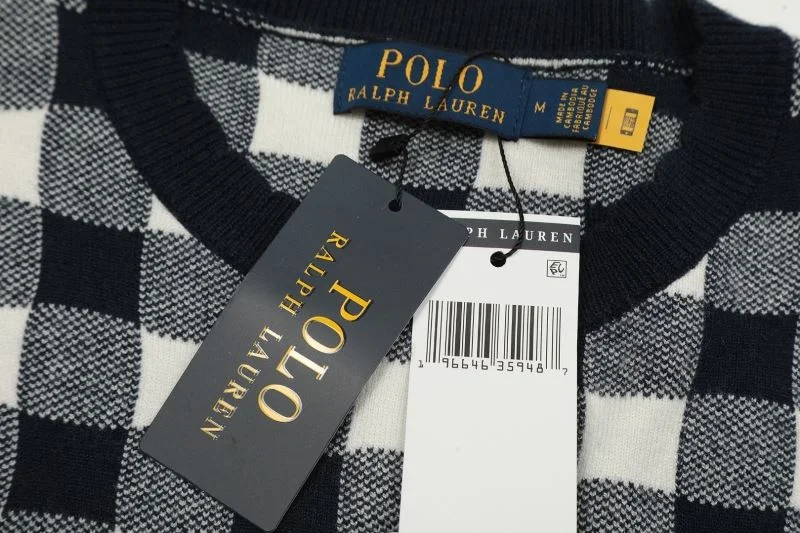 POLO
RALPH LAUREN
M
MADE IN
CAMBODIA
FABRIQUÉ AU
CAMBODGE
PH LAUREN
POLO
RALPH LAUREN
1 96646 35948 7